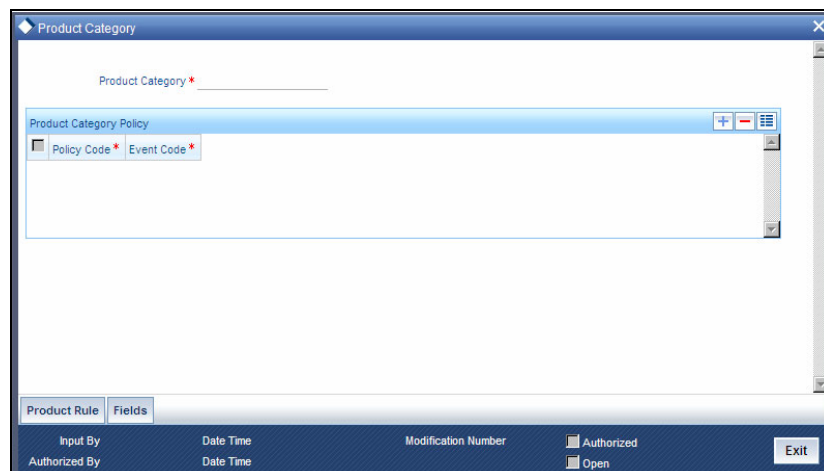 Product Category
Product Category *
Product Category Policy
Policy Code * Event Code *
Product Rule Fields
Input By Date Time Modification Number Authorized
Authorized By Date Time Open
Exit